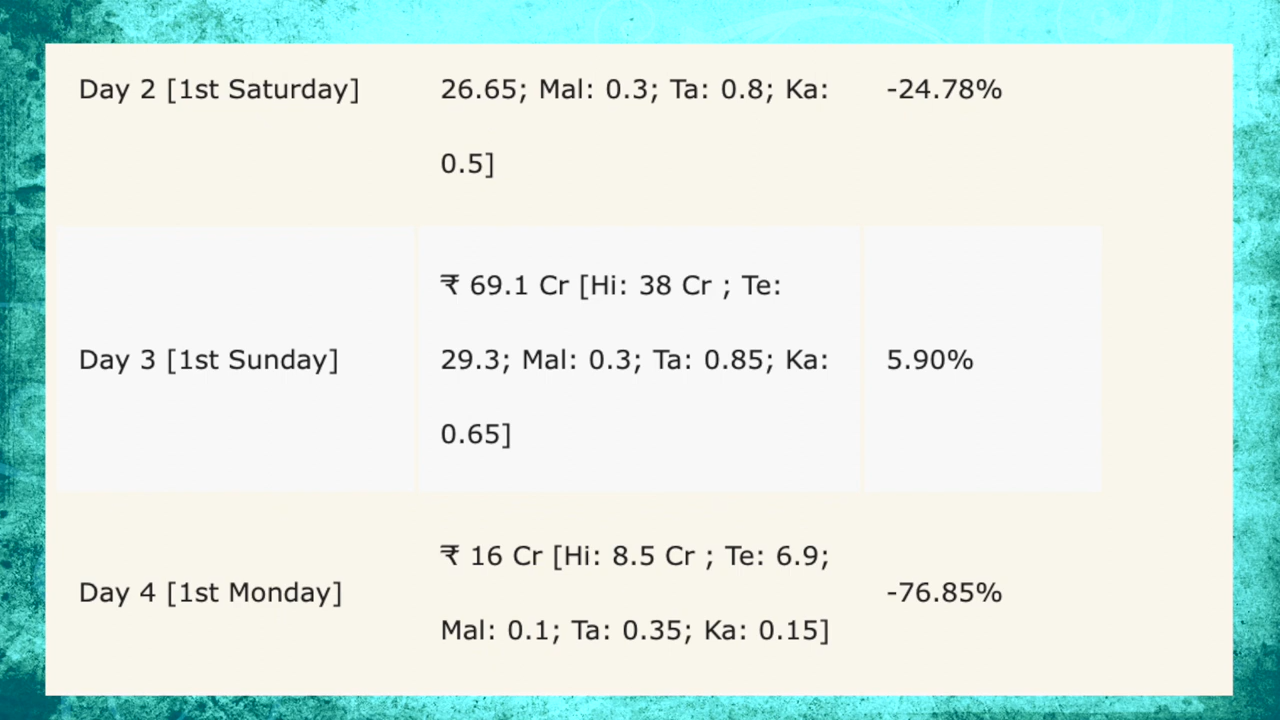 Day 2 [1st Saturday]
26.65; Mal: 0.3; Ta: 0.8; Ka:
0.5]
-24.78%
Day 3 [1st Sunday]
₹ 69.1 Cr [Hi: 38 Cr ; Te:
29.3; Mal: 0.3; Ta: 0.85; Ka:
0.65]
5.90%
Day 4 [1st Monday]
₹ 16 Cr [Hi: 8.5 Cr ; Te: 6.9;
Mal: 0.1; Ta: 0.35; Ka: 0.15]
-76.85%